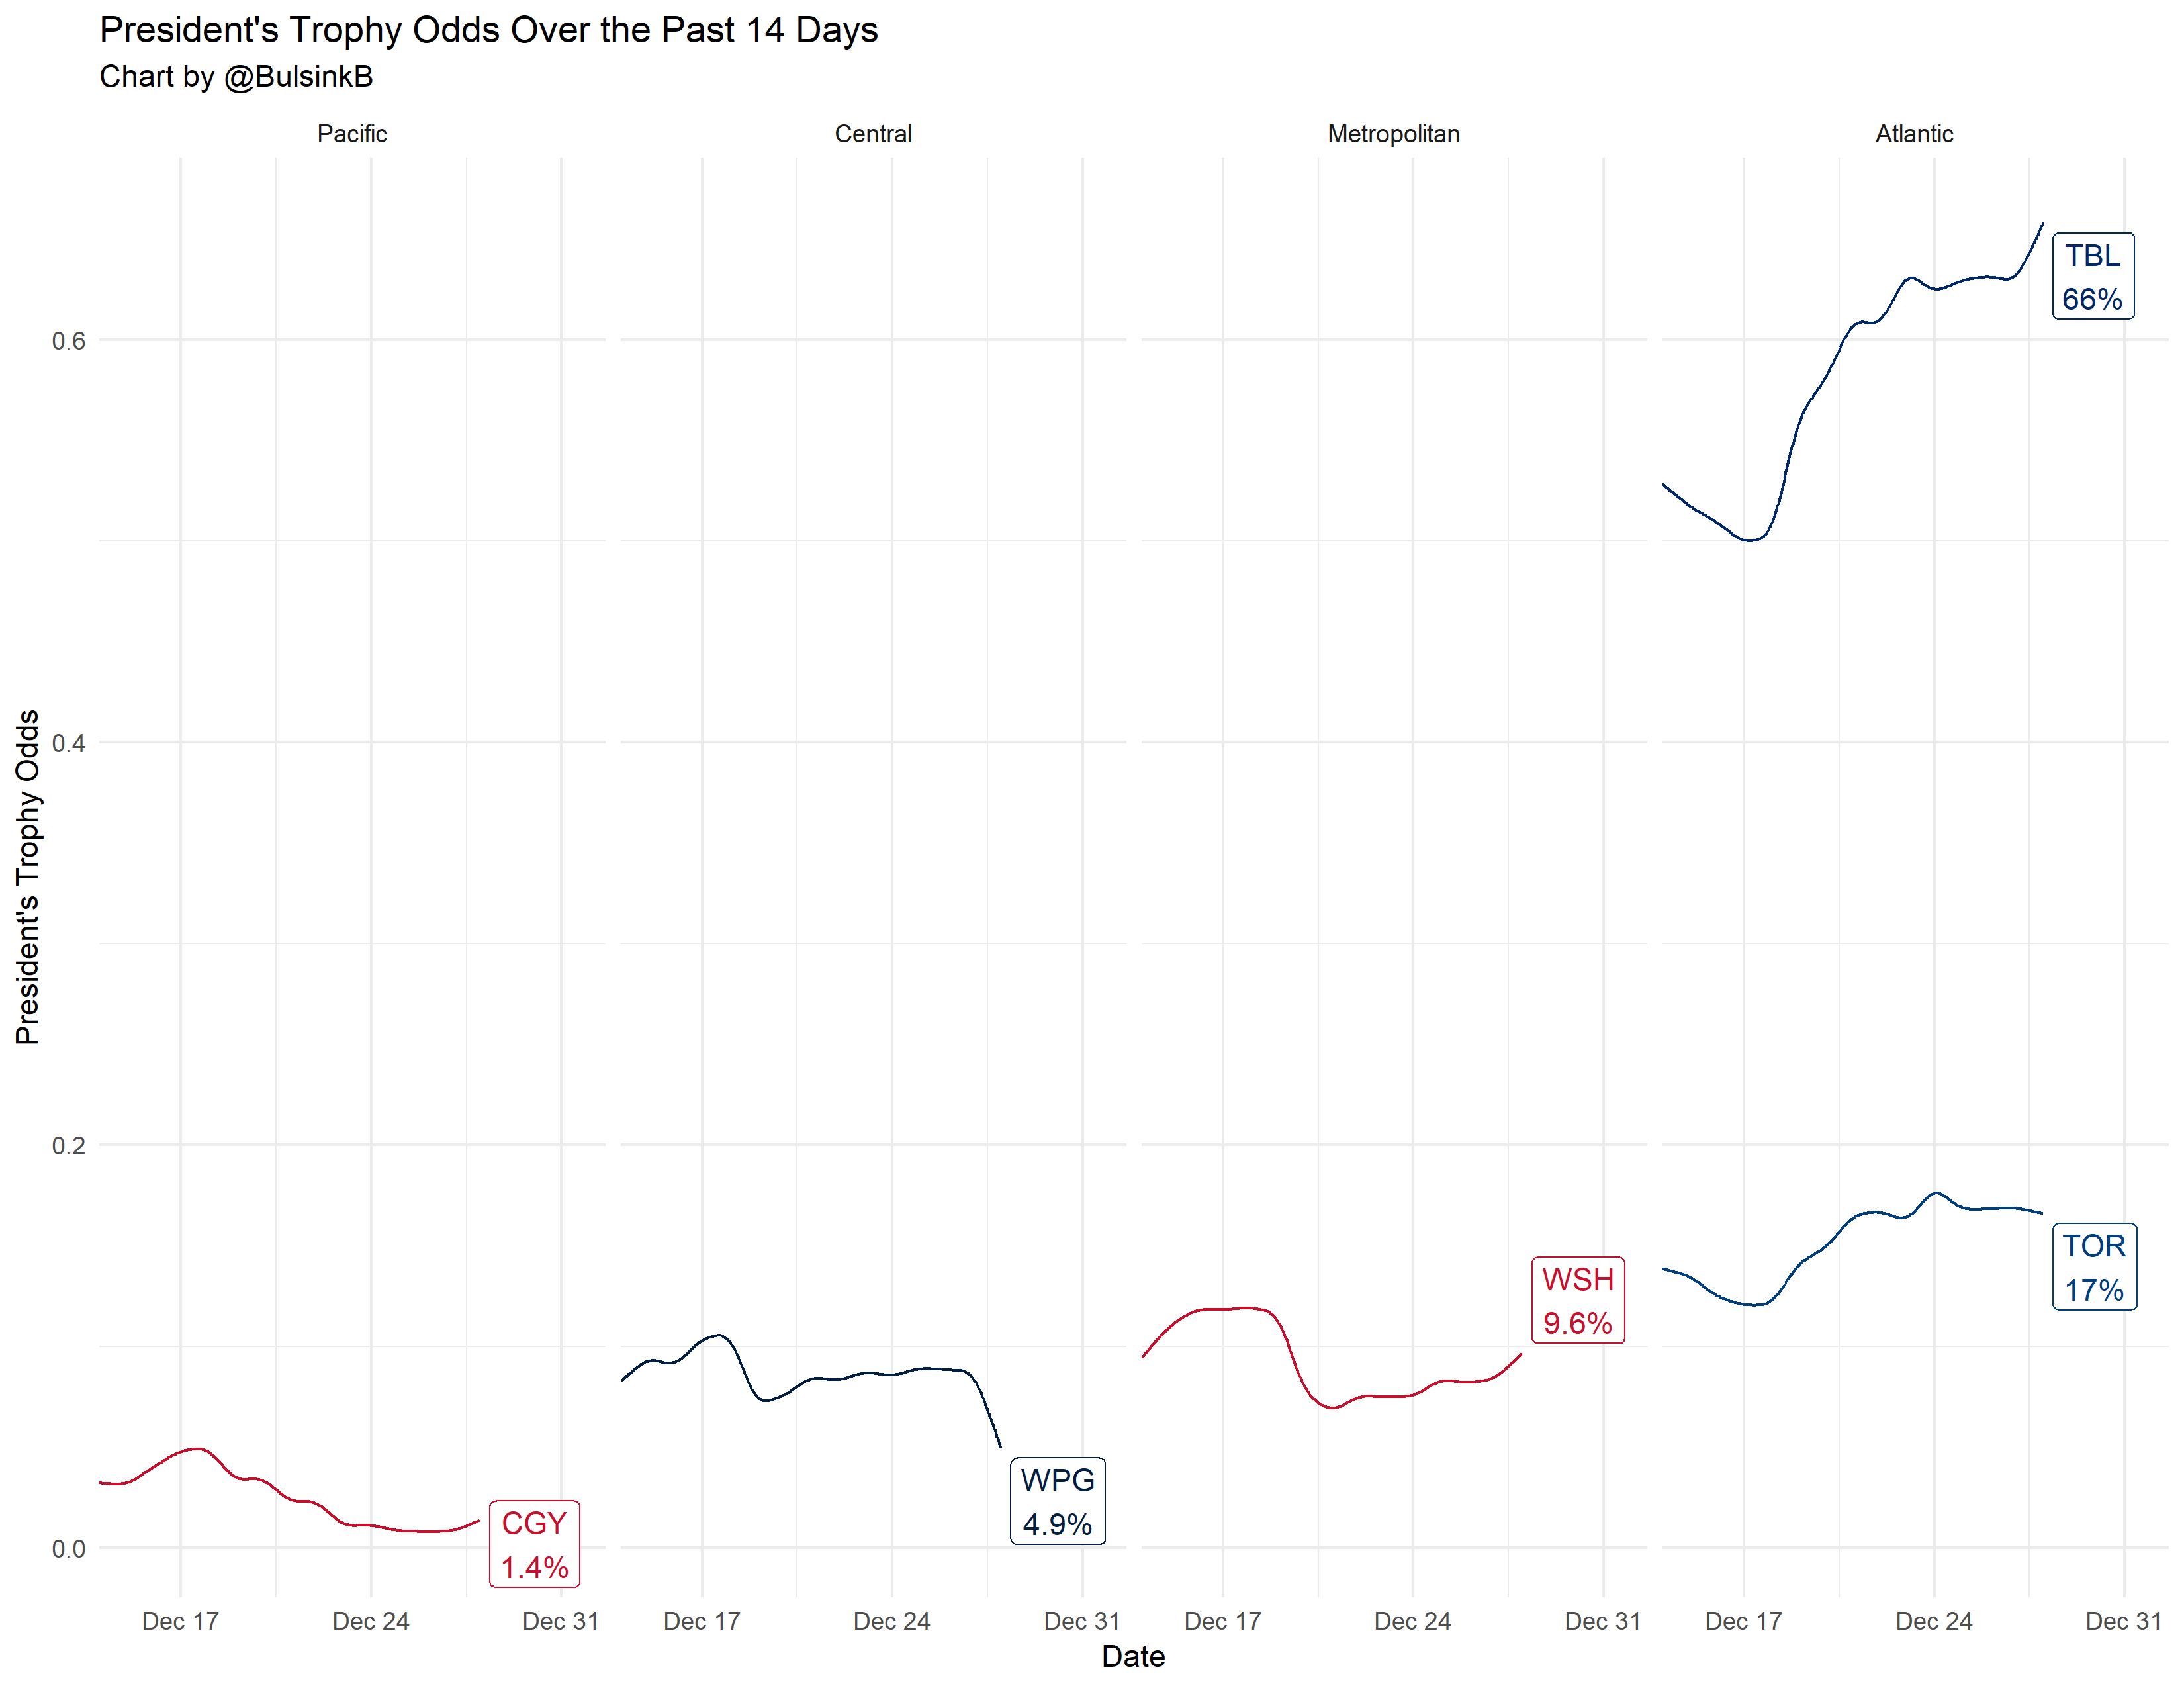 President's Trophy Odds Over the Past 14 Days
Chart by @BulsinkB
Pacific
Central
Metropolitan
Atlantic
President's Trophy Odds
0.6
0.4
0.2
0.0
CGY
1.4%
WPG
4.9%
WSH
9.6%
TBL
66%
TOR
17%
Dec 17
Dec 24
Dec 31
Dec 17
Dec 24
Dec 31
Dec 17
Dec 24
Dec 31
Dec 17
Dec 24
Dec 31
Date